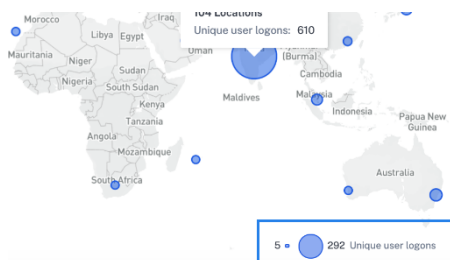 104 Locations
Unique user logons: 610
Morocco
Iraq
Libya Egypt
Oman
Mauritania
Niger
(Burma)
Sudan
Cambodia
Nigeria
South Sudan
Malaysia
Maldives
Kenya
Indonesia
Papua New
Guinea
Tanzania
Angola
Mozambique
Australia
South Africa
5 292 Unique user logons